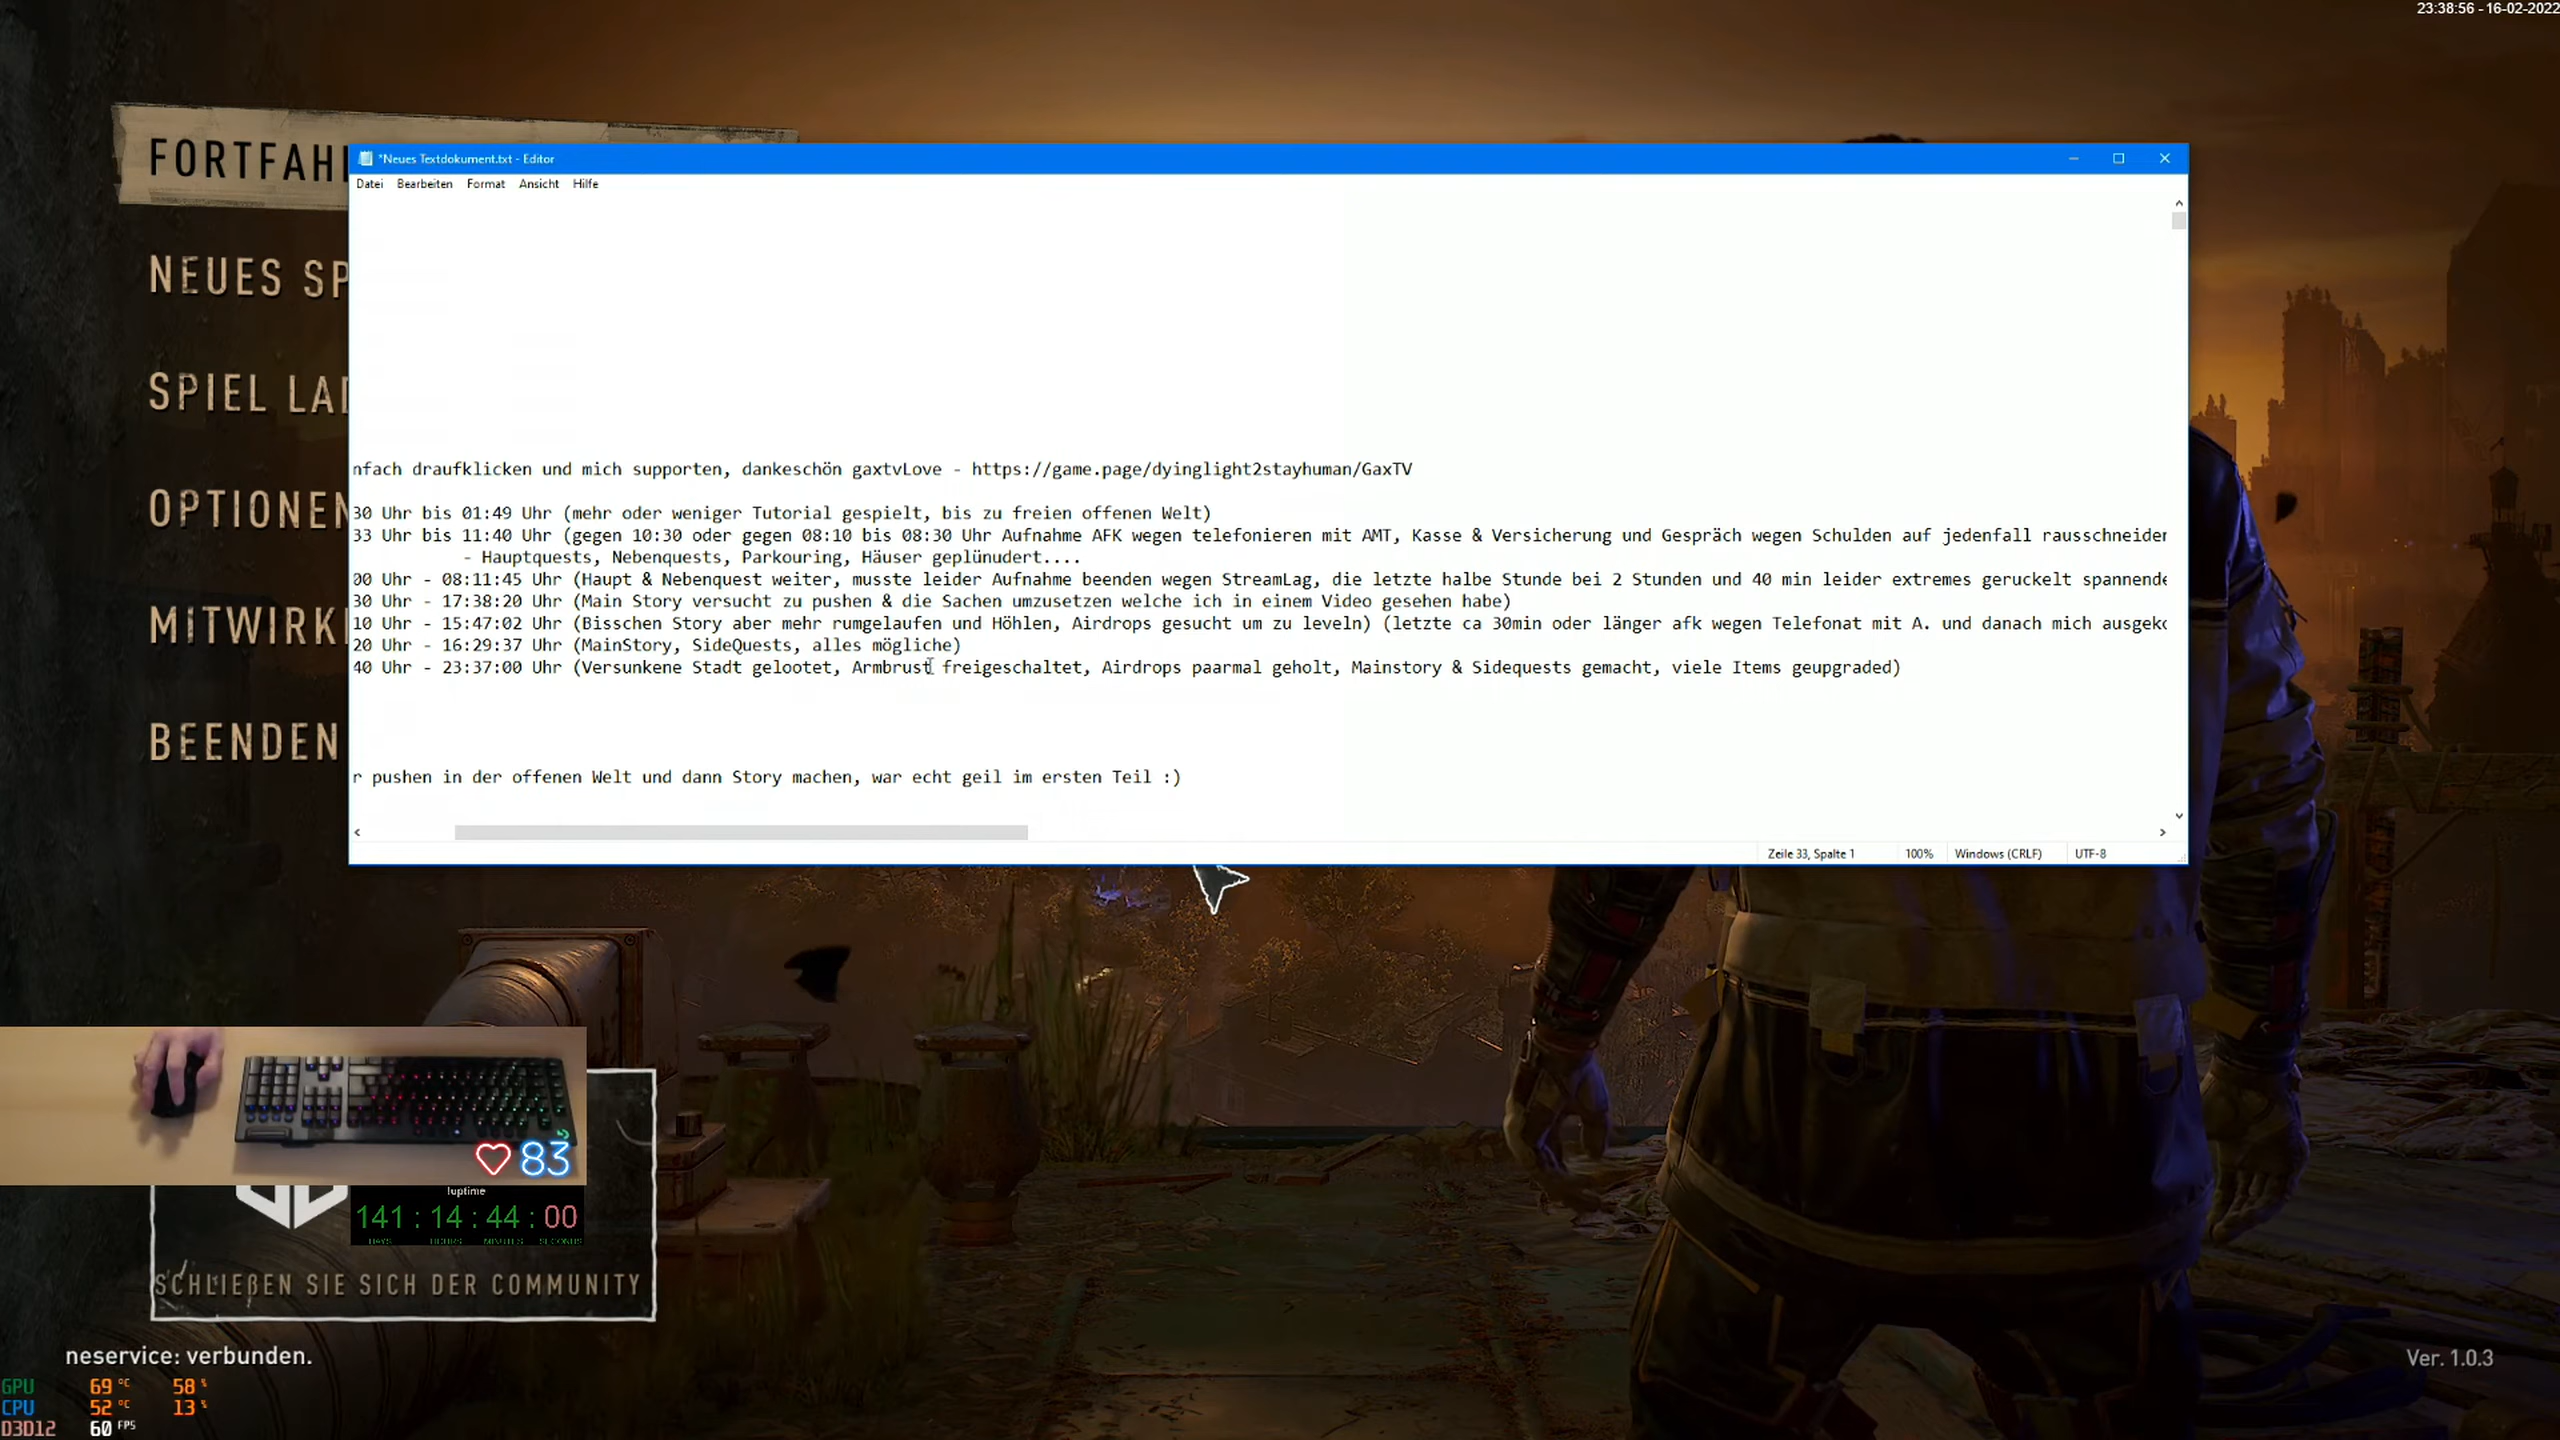 23:38:56 - 16-02-2022
FORTFAH
*Neues Textdokument.txt - Editor
Datei Bearbeiten Format Ansicht Hilfe
NEUES SP
SPIEL LAD
OPTIONEN
MITWIRK
BEENDEN
nfach draufklicken und mich supporten, dankeschön gaxtvLove - https://game.page/dyinglight2stayhuman/GaxTV
30 Uhr bis 01:49 Uhr (mehr oder weniger Tutorial gespielt, bis zu freien offenen Welt)
33 Uhr bis 11:40 Uhr (gegen 10:30 oder gegen 08:10 bis 08:30 Uhr Aufnahme AFK wegen telefonieren mit AMT, Kasse & Versicherung und Gespräch wegen Schulden auf jedenfall rausschneiden
- Hauptquests, Nebenquests, Parkouring, Häuser geplünudert....
00 Uhr - 08:11:45 Uhr (Haupt & Nebenquest weiter, musste leider Aufnahme beenden wegen StreamLag, die letzte halbe Stunde bei 2 Stunden und 40 min leider extremes geruckelt spannende
30 Uhr - 17:38:20 Uhr (Main Story versucht zu pushen & die Sachen umzusetzen welche ich in einem Video gesehen habe)
10 Uhr - 15:47:02 Uhr (Bisschen Story aber mehr rumgelaufen und Höhlen, Airdrops gesucht um zu leveln) (letzte ca 30min oder länger afk wegen Telefonat mit A. und danach mich ausgeko
20 Uhr - 16:29:37 Uhr (MainStory, SideQuests, alles mögliche)
40 Uhr - 23:37:00 Uhr (Versunkene Stadt gelootet, Armbrust freigeschaltet, Airdrops paarmal geholt, Mainstory & Sidequests gemacht, viele Items geupgraded)
r pushen in der offenen Welt und dann Story machen, war echt geil im ersten Teil :)
Zeile 33, Spalte 1 100% Windows (CRLF) UTF-8
83
!uptime
141 : 14 : 44 : 00
DAYS HOURS MINUTES SECONDS
SCHLIEßEN SIE SICH DER COMMUNITY
neservice: verbunden.
Ver. 1.0.3
GPU 69 °C 58 %
CPU 52 °C 13 %
D3D12 60 FPS